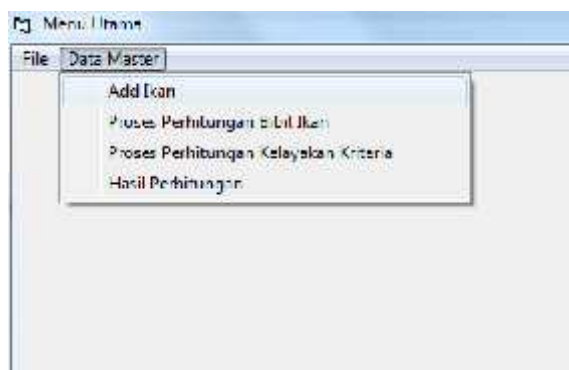 Menu Utama
File Data Master
Add Ikan
Proses Perhitungan Bibit Ikan
Proses Perhitungan Kelayakan Kriteria
Hasil Perhitungan